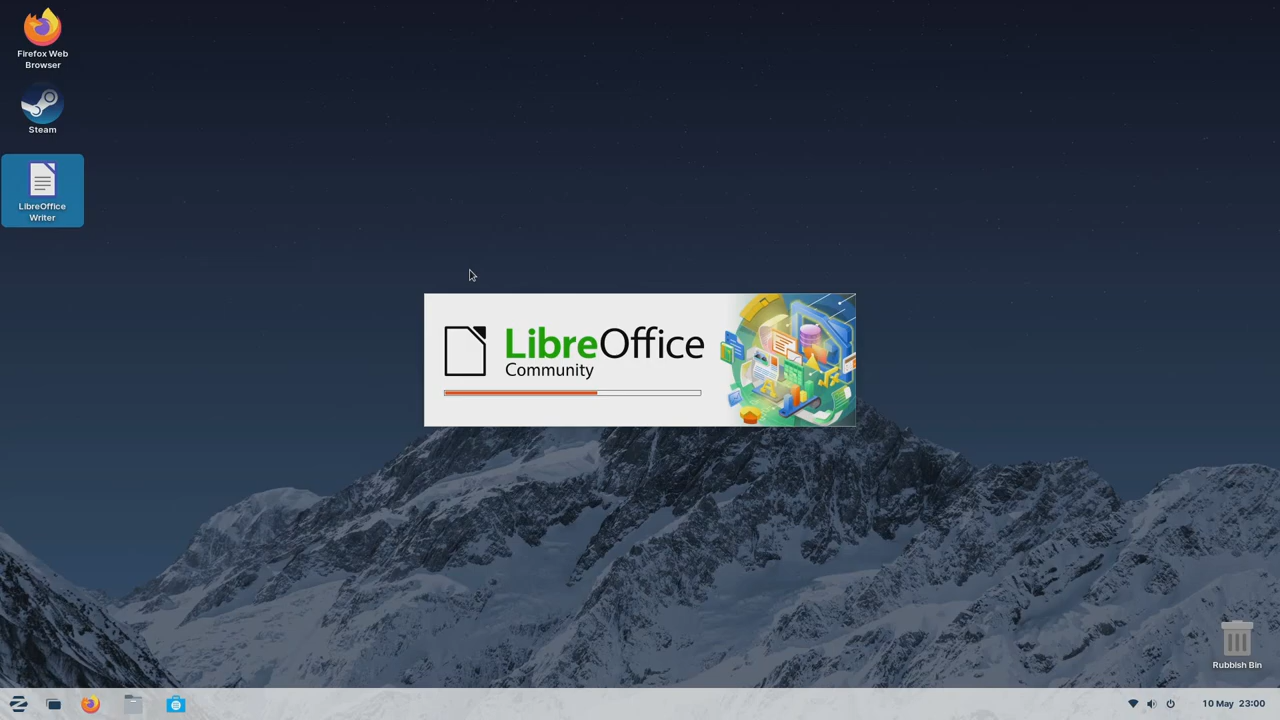 Firefox Web
Browser
Steam
LibreOffice
Writer
LibreOffice
Community
Rubbish Bin
10 May 23:00